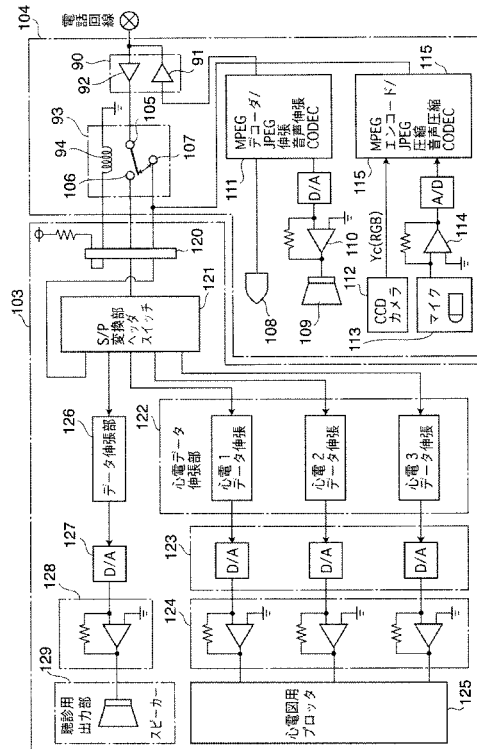 103
104
電話回線
90
92
91
93
94
105
106
107
120
121
S/P
変換部
ヘッダ
スイッチ
126
データ伸張部
127
D/A
128
129
聴診用
出力部
スピーカー
122
心電データ
伸張部
心電1
データ伸張
心電2
データ伸張
心電3
データ伸張
123
D/A
D/A
D/A
124
125
心電図用
プロッタ
MPEG
デコーダ/
JPEG
伸張
音声伸張
CODEC
111
D/A
110
109
108
MPEG
エンコード/
JPEG
圧縮
音声圧縮
CODEC
115
115
Yc(RGB)
A/D
114
112
CCD
カメラ
113
マイク